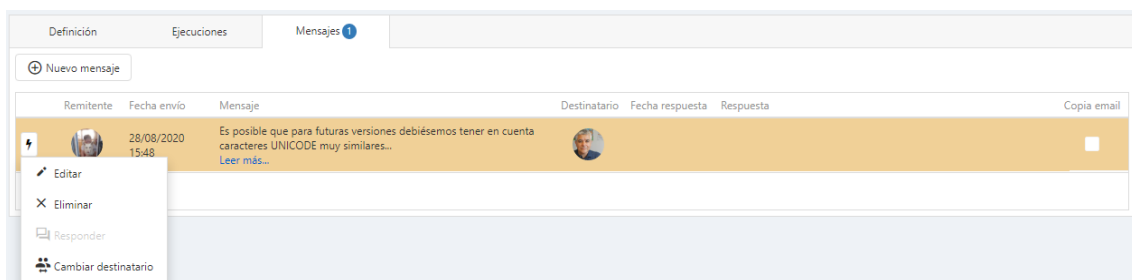 Definición Ejecuciones Mensajes 1
Nuevo mensaje
Remitente Fecha envío Mensaje Destinatario Fecha respuesta Respuesta Copia email
28/08/2020
15:48
Es posible que para futuras versiones debiésemos tener en cuenta
caracteres UNICODE muy similares...
Leer más...
Editar
Eliminar
Responder
Cambiar destinatario